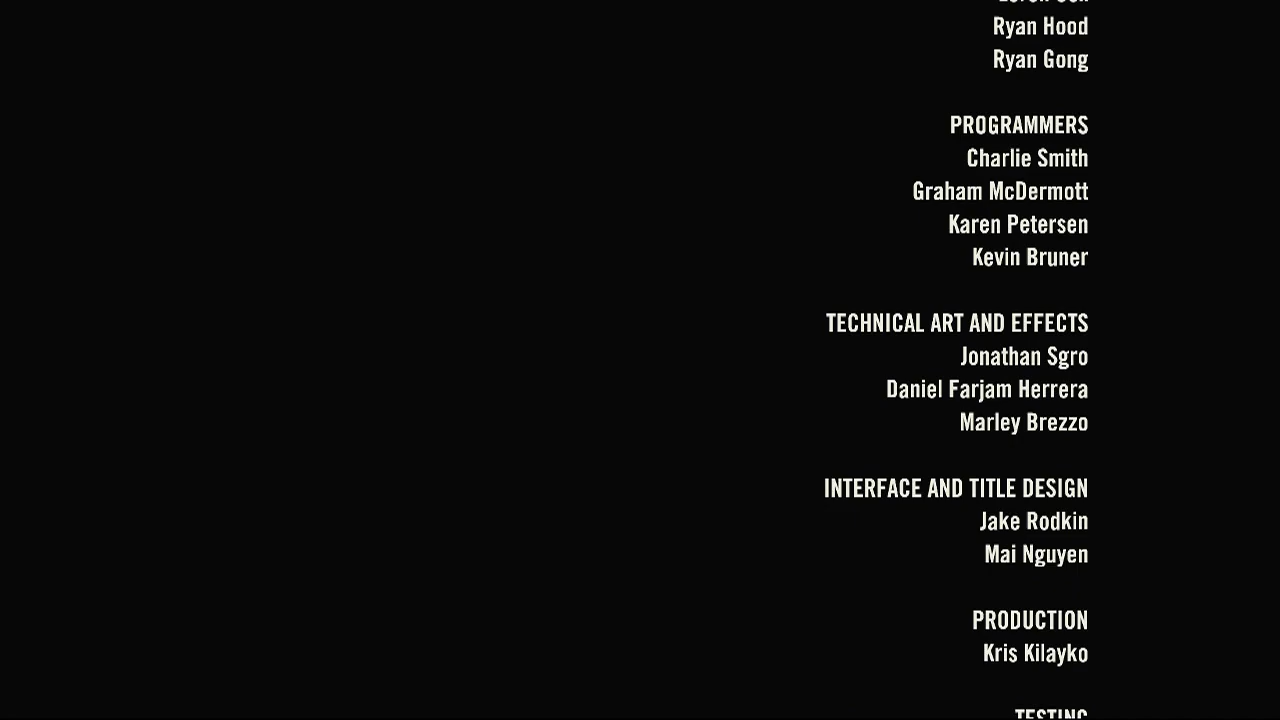 Ryan Hood
Ryan Gong
PROGRAMMERS
Charlie Smith
Graham McDermott
Karen Petersen
Kevin Bruner
TECHNICAL ART AND EFFECTS
Jonathan Sgro
Daniel Farjam Herrera
Marley Brezzo
INTERFACE AND TITLE DESIGN
Jake Rodkin
Mai Nguyen
PRODUCTION
Kris Kilayko
TESTING